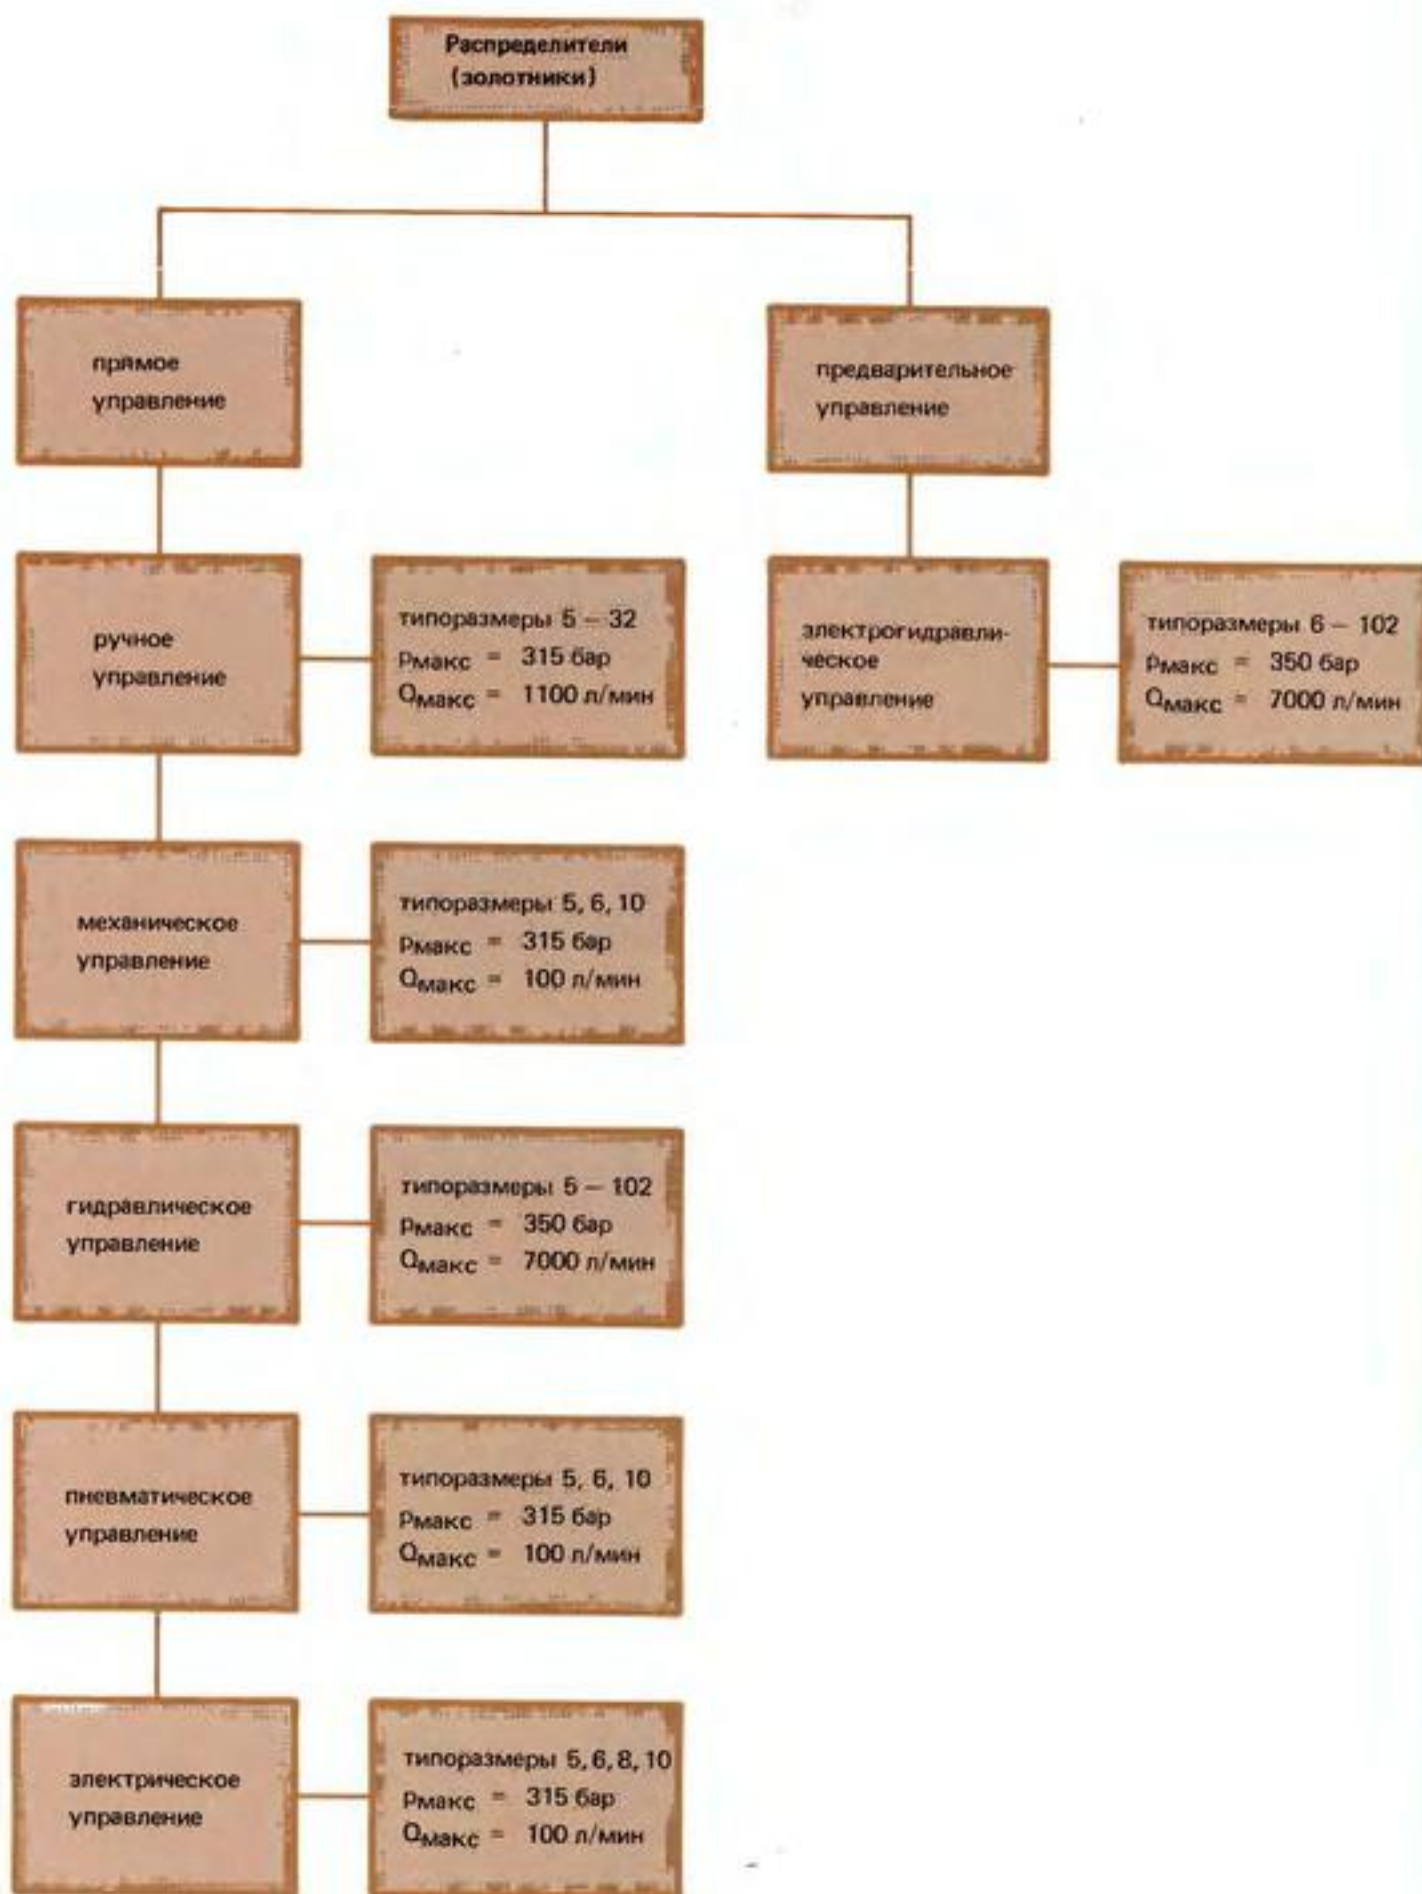 Распределители
(золотники)
прямое
управление
предварительное
управление
ручное
управление
типоразмеры 5 – 32
Pмакс = 315 бар
Qмакс = 1100 л/мин
электрогидравли-
ческое
управление
типоразмеры 6 – 102
Pмакс = 350 бар
Qмакс = 7000 л/мин
механическое
управление
типоразмеры 5, 6, 10
Pмакс = 315 бар
Qмакс = 100 л/мин
гидравлическое
управление
типоразмеры 5 – 102
Pмакс = 350 бар
Qмакс = 7000 л/мин
пневматическое
управление
типоразмеры 5, 6, 10
Pмакс = 315 бар
Qмакс = 100 л/мин
электрическое
управление
типоразмеры 5, 6, 8, 10
Pмакс = 315 бар
Qмакс = 100 л/мин